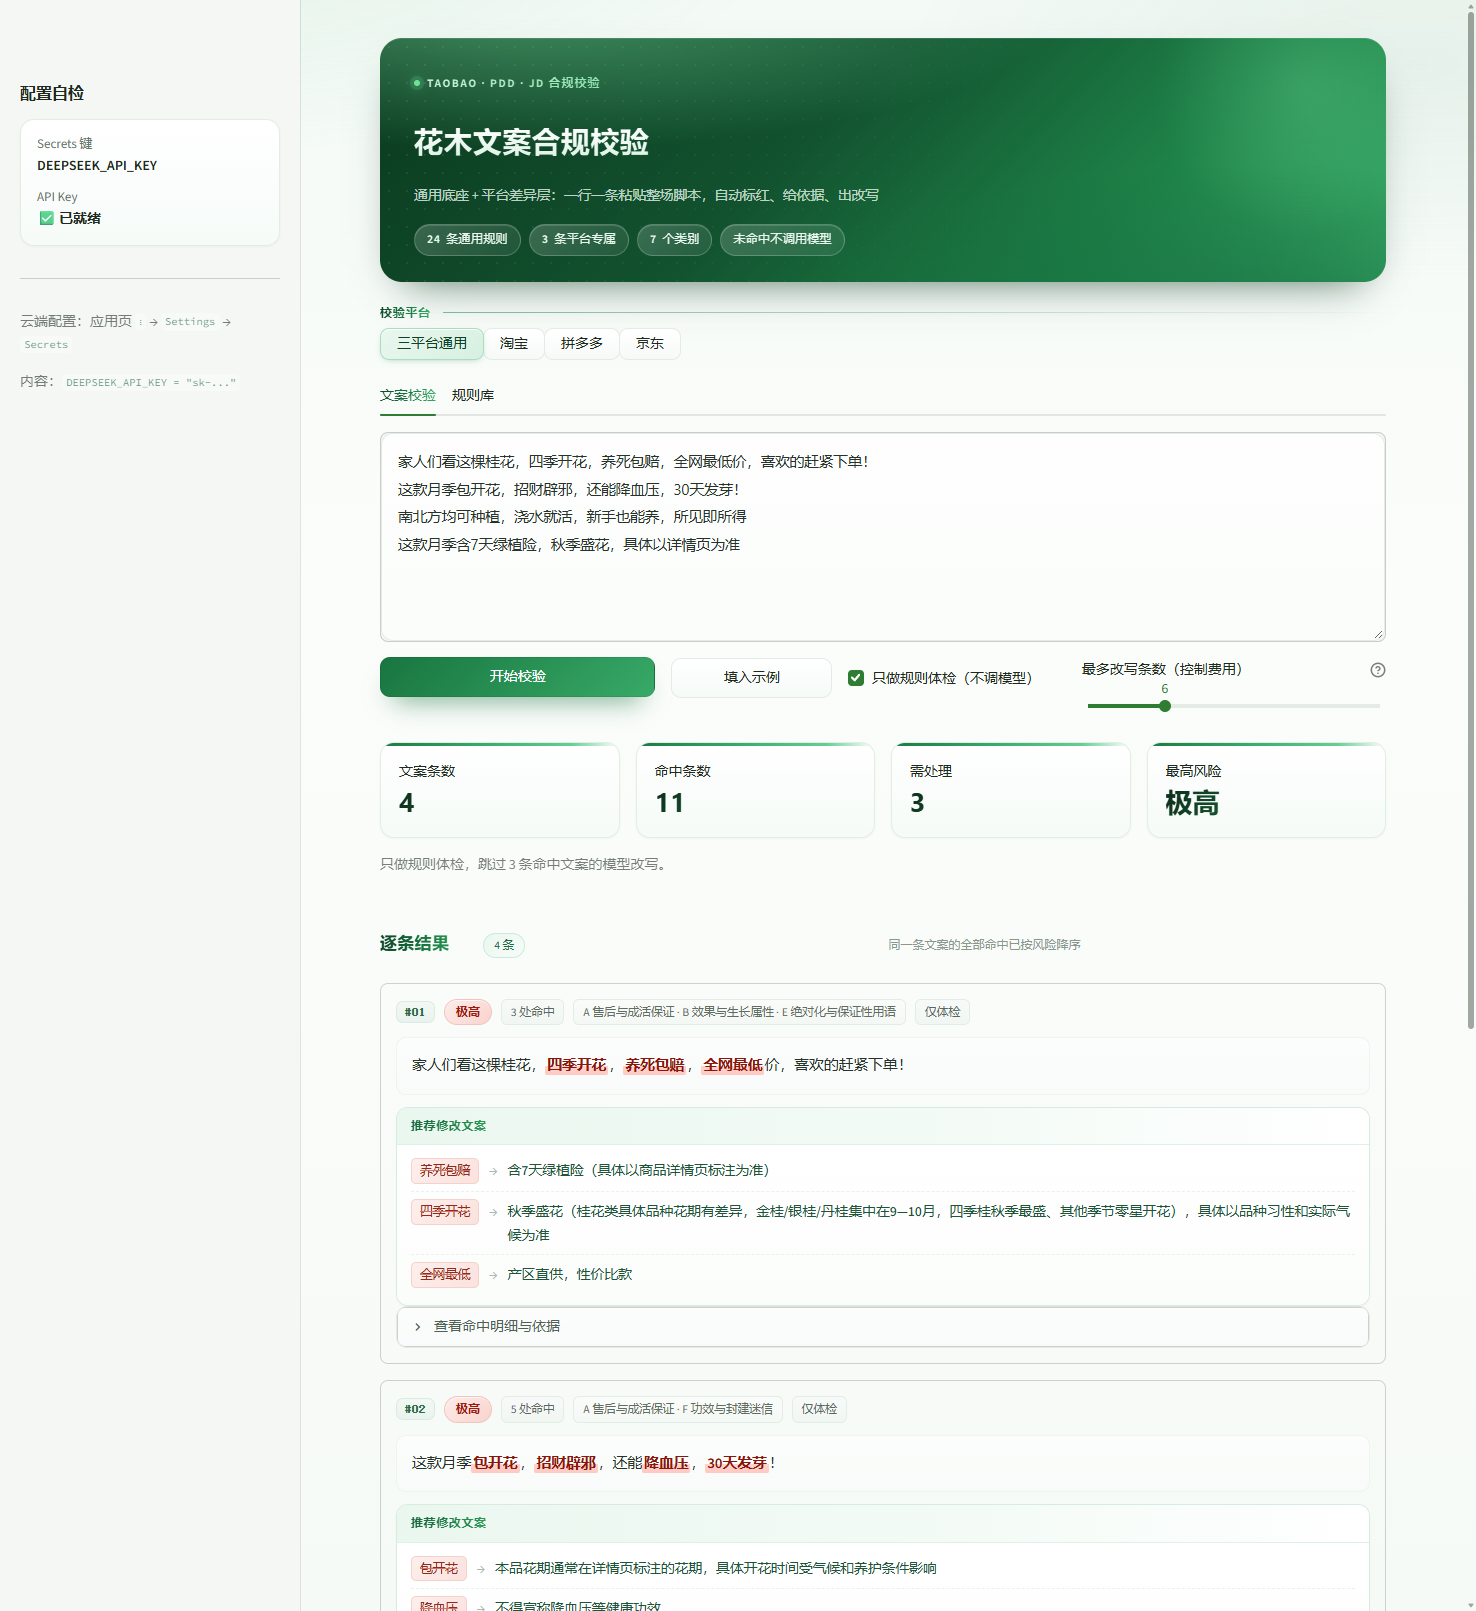 配置自检
Secrets 键
DEEPSEEK_API_KEY
API Key
✅ 已就绪
云端配置：应用页 ⋮ → Settings →
Secrets
内容： DEEPSEEK_API_KEY = "sk-..."
TAOBAO · PDD · JD 合规校验
花木文案合规校验
通用底座 + 平台差异层：一行一条粘贴整场脚本，自动标红、给依据、出改写
24 条通用规则
3 条平台专属
7 个类别
未命中不调用模型
校验平台
三平台通用
淘宝
拼多多
京东
文案校验
规则库
家人们看这棵桂花，四季开花，养死包赔，全网最低价，喜欢的赶紧下单！
这款月季包开花，招财辟邪，还能降血压，30天发芽！
南北方均可种植，浇水就活，新手也能养，所见即所得
这款月季含7天绿植险，秋季盛花，具体以详情页为准
开始校验
填入示例
只做规则体检（不调模型）
最多改写条数（控制费用）
6
文案条数
4
命中条数
11
需处理
3
最高风险
极高
只做规则体检，跳过 3 条命中文案的模型改写。
逐条结果
4 条
同一条文案的全部命中已按风险降序
#01
极高
3 处命中
A 售后与成活保证 · B 效果与生长属性 · E 绝对化与保证性用语
仅体检
家人们看这棵桂花，四季开花，养死包赔，全网最低价，喜欢的赶紧下单！
推荐修改文案
养死包赔 → 含7天绿植险（具体以商品详情页标注为准）
四季开花 → 秋季盛花（桂花类具体品种花期有差异，金桂/银桂/丹桂集中在9—10月，四季桂秋季最盛、其他季节零星开花），具体以品种习性和实际气
候为准
全网最低 → 产区直供，性价比款
查看命中明细与依据
#02
极高
5 处命中
A 售后与成活保证 · F 功效与封建迷信
仅体检
这款月季包开花，招财辟邪，还能降血压，30天发芽！
推荐修改文案
包开花 → 本品花期通常在详情页标注的花期，具体开花时间受气候和养护条件影响
降血压 → 不得宣称降血压等健康功效